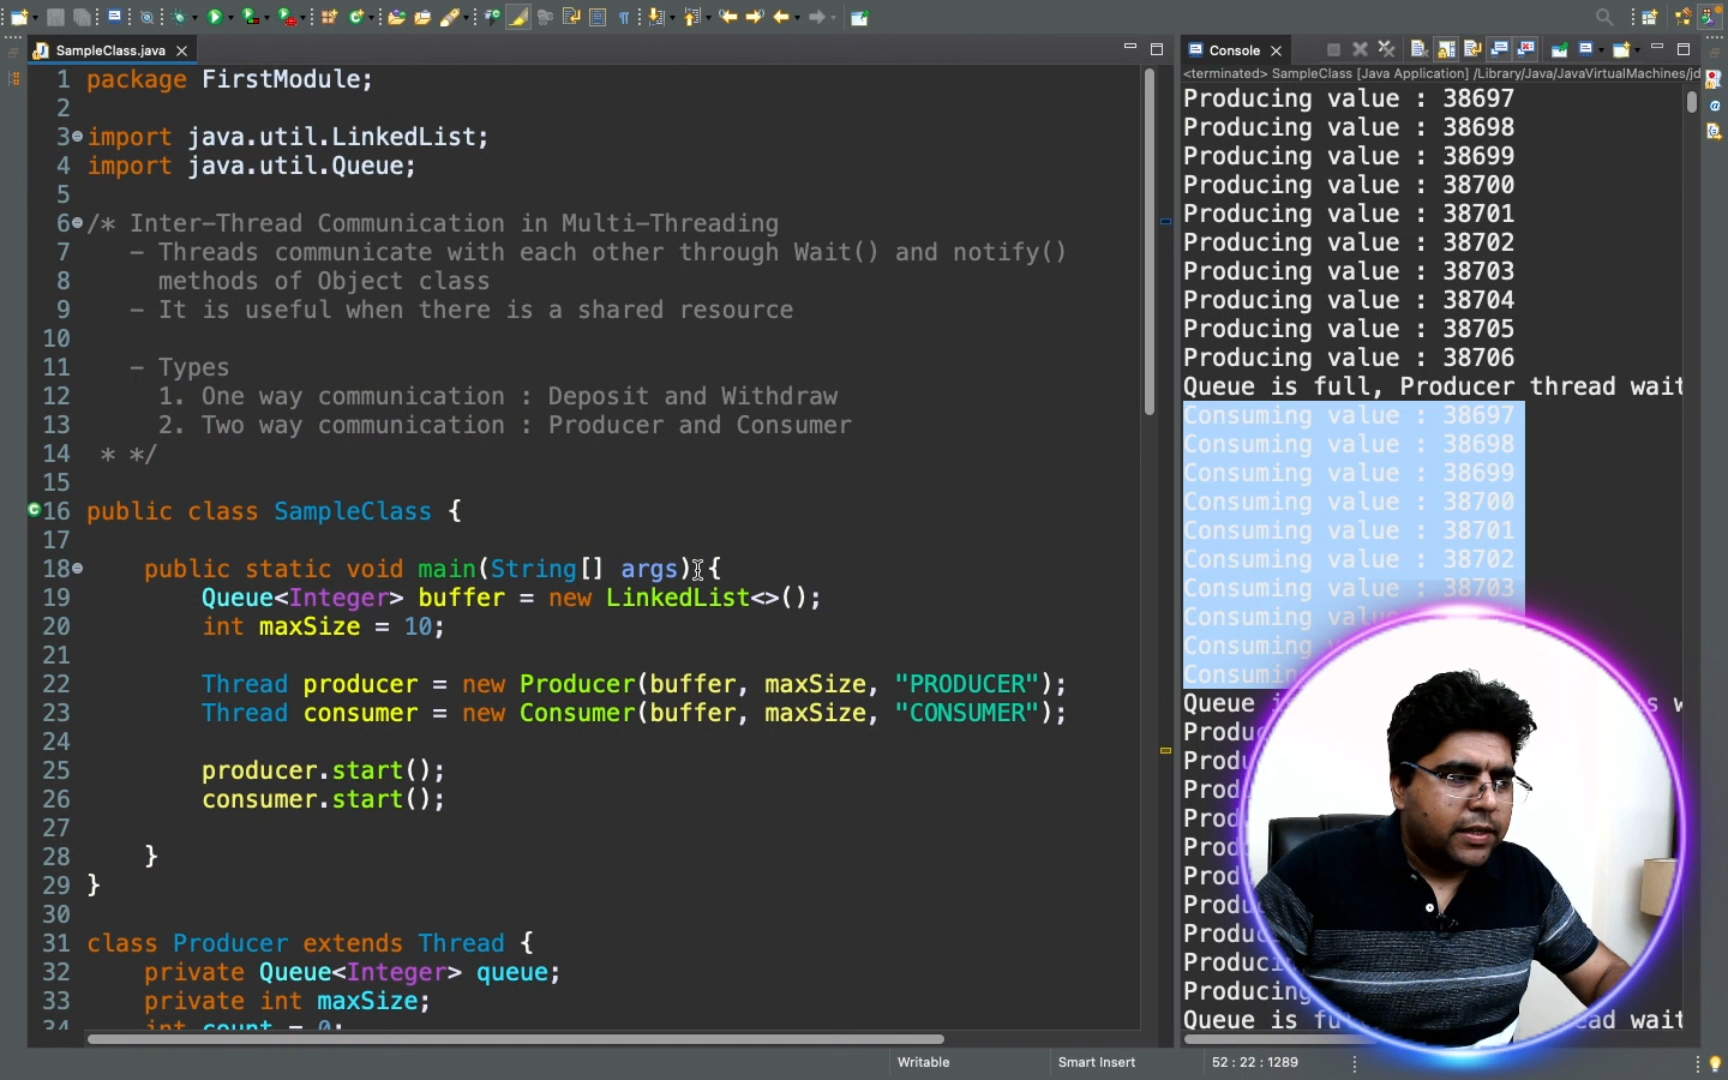 SampleClass.java
1 package FirstModule;
2
3 import java.util.LinkedList;
4 import java.util.Queue;
5
6 /* Inter-Thread Communication in Multi-Threading
7 - Threads communicate with each other through Wait() and notify()
8 methods of Object class
9 - It is useful when there is a shared resource
10
11 - Types
12 1. One way communication : Deposit and Withdraw
13 2. Two way communication : Producer and Consumer
14 * */
15
16 public class SampleClass {
17
18 public static void main(String[] args) {
19 Queue<Integer> buffer = new LinkedList<>();
20 int maxSize = 10;
21
22 Thread producer = new Producer(buffer, maxSize, "PRODUCER");
23 Thread consumer = new Consumer(buffer, maxSize, "CONSUMER");
24
25 producer.start();
26 consumer.start();
27
28 }
29 }
30
31 class Producer extends Thread {
32 private Queue<Integer> queue;
33 private int maxSize;
34 int count = 0;
Console
<terminated> SampleClass [Java Application] /Library/Java/JavaVirtualMachines/jd
Producing value : 38697
Producing value : 38698
Producing value : 38699
Producing value : 38700
Producing value : 38701
Producing value : 38702
Producing value : 38703
Producing value : 38704
Producing value : 38705
Producing value : 38706
Queue is full, Producer thread wait
Consuming value : 38697
Consuming value : 38698
Consuming value : 38699
Consuming value : 38700
Consuming value : 38701
Consuming value : 38702
Consuming value : 38703
Consuming valu
Consuming
Consumin
Queue
Produ
Produ
Prod
Prod
Prod
Prod
Prod
Produc
Produci
Producing
Queue is fu ead wait
Writable
Smart Insert
52 : 22 : 1289